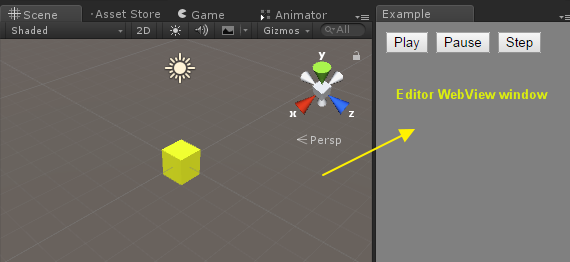 Scene
Asset Store
Game
Animator
Shaded
2D
Gizmos
All
y
x
z
Persp
Example
Play
Pause
Step
Editor WebView window